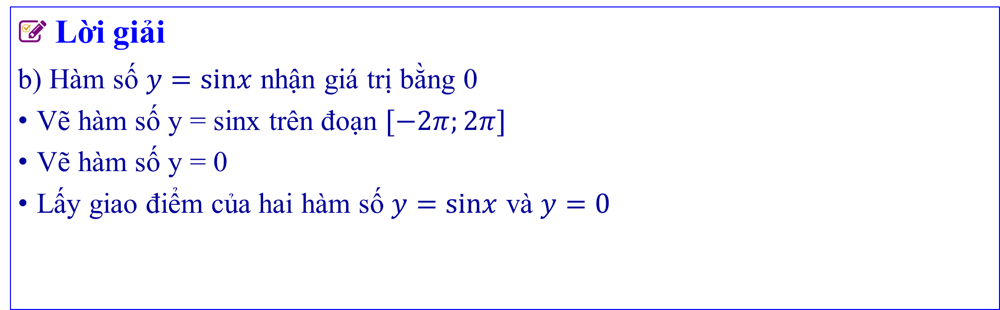 Lời giải
b) Hàm số 𝑦 = sin𝑥 nhận giá trị bằng 0
• Vẽ hàm số y = sinx trên đoạn [−2𝜋; 2𝜋]
• Vẽ hàm số y = 0
• Lấy giao điểm của hai hàm số 𝑦 = sin𝑥 và 𝑦 = 0